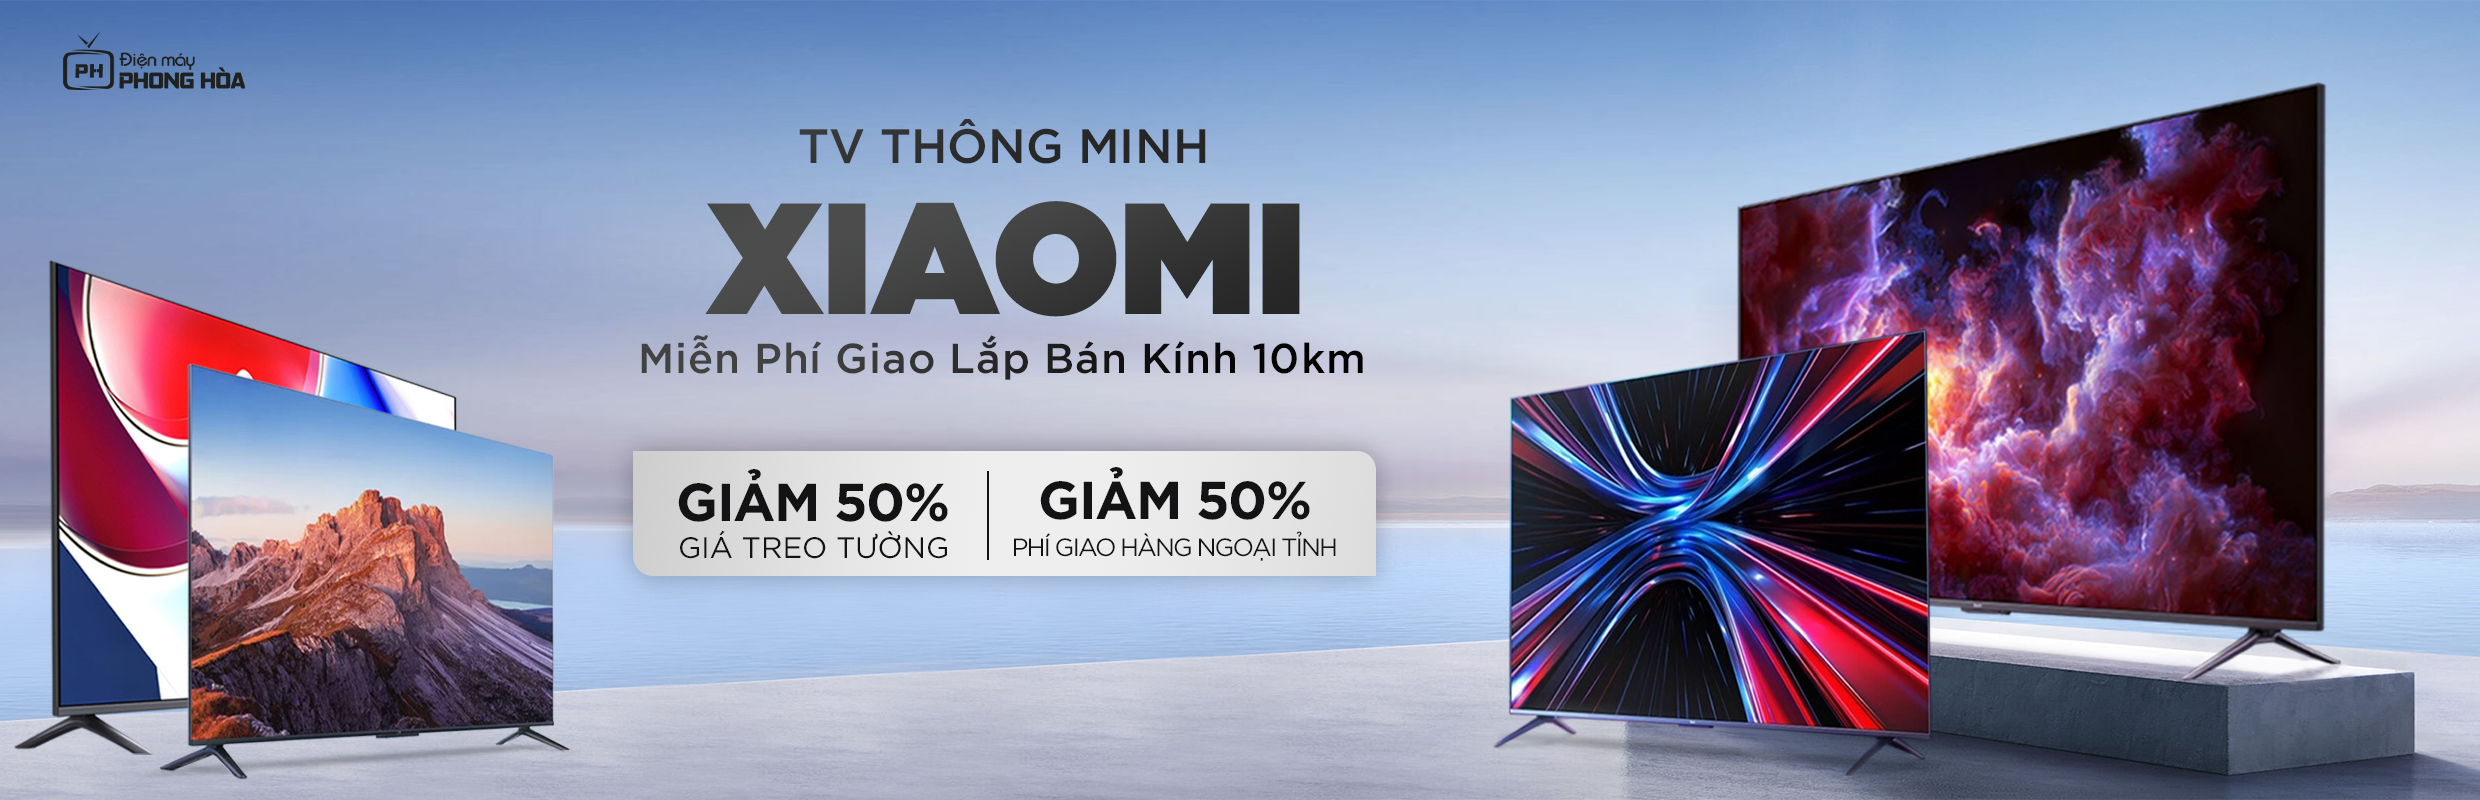 PH
Điện máy
PHONG HÒA
TV THÔNG MINH
XIAOMI
Miễn Phí Giao Lắp Bán Kính 10km
GIẢM 50%
GIÁ TREO TƯỜNG
GIẢM 50%
PHÍ GIAO HÀNG NGOẠI TỈNH